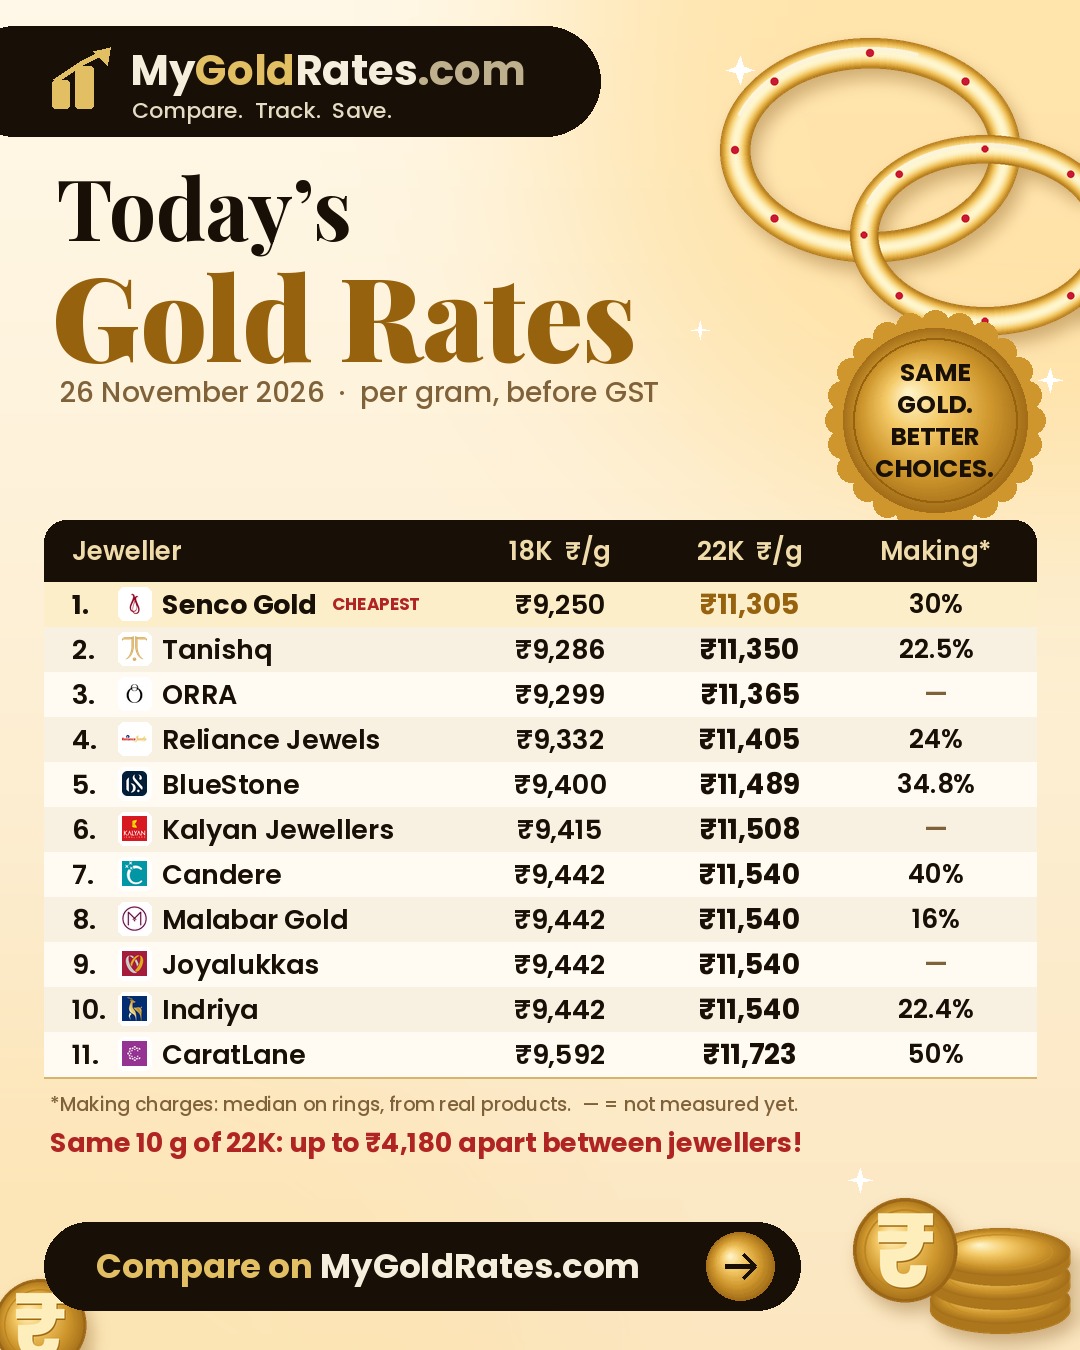 MyGoldRates.com
Compare. Track. Save.
Today’s
Gold Rates
26 November 2026 · per gram, before GST
SAME
GOLD.
BETTER
CHOICES.
Jeweller 18K ₹/g 22K ₹/g Making*
1. Senco Gold CHEAPEST ₹9,250 ₹11,305 30%
2. Tanishq ₹9,286 ₹11,350 22.5%
3. ORRA ₹9,299 ₹11,365 —
4. Reliance Jewels ₹9,332 ₹11,405 24%
5. BlueStone ₹9,400 ₹11,489 34.8%
6. KALYAN Kalyan Jewellers ₹9,415 ₹11,508 —
7. Candere ₹9,442 ₹11,540 40%
8. Malabar Gold ₹9,442 ₹11,540 16%
9. Joyalukkas ₹9,442 ₹11,540 —
10. Indriya ₹9,442 ₹11,540 22.4%
11. CaratLane ₹9,592 ₹11,723 50%
*Making charges: median on rings, from real products. — = not measured yet.
Same 10 g of 22K: up to ₹4,180 apart between jewellers!
Compare on MyGoldRates.com →
₹
₹